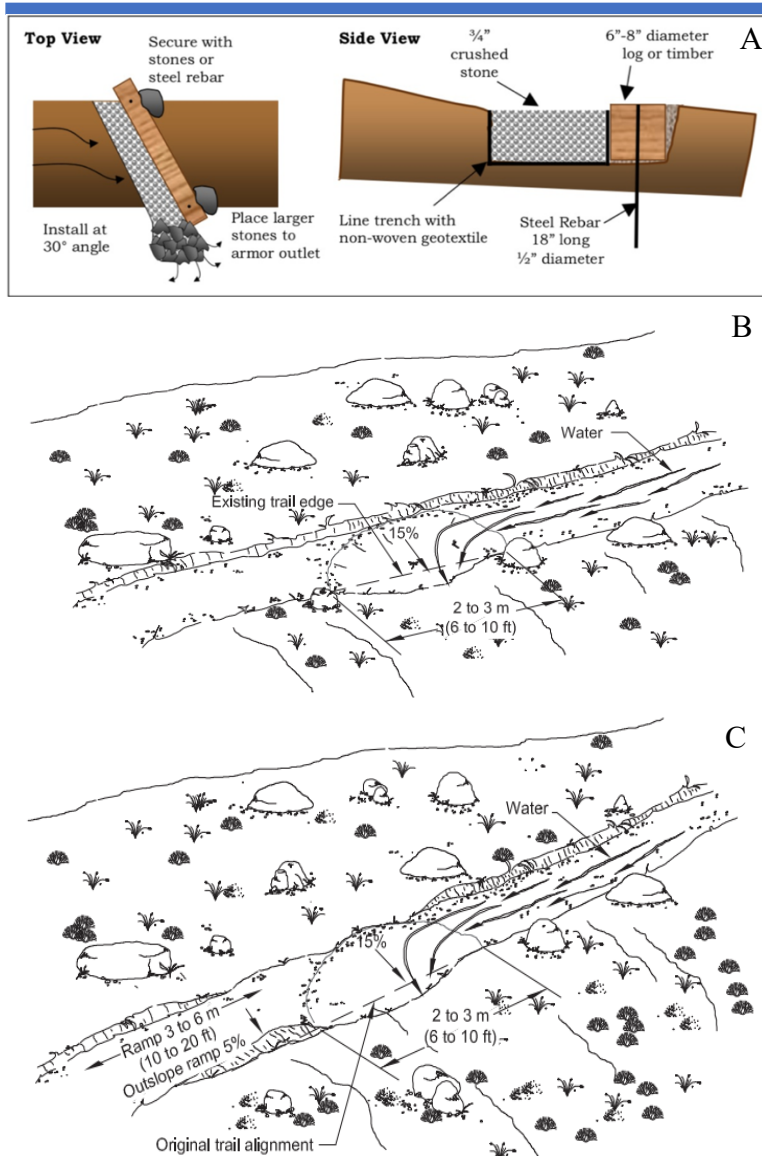 Top View
Secure with
stones or
steel rebar
Install at
30° angle
Place larger
stones to
armor outlet
Side View
¾”
crushed
stone
6”-8” diameter
log or timber
A
Line trench with
non-woven geotextile
Steel Rebar
18” long
½” diameter
B
Water
Existing trail edge
15%
2 to 3 m
(6 to 10 ft)
C
Water
15%
2 to 3 m
(6 to 10 ft)
Ramp 3 to 6 m
(10 to 20 ft)
Outslope ramp 5%
Original trail alignment